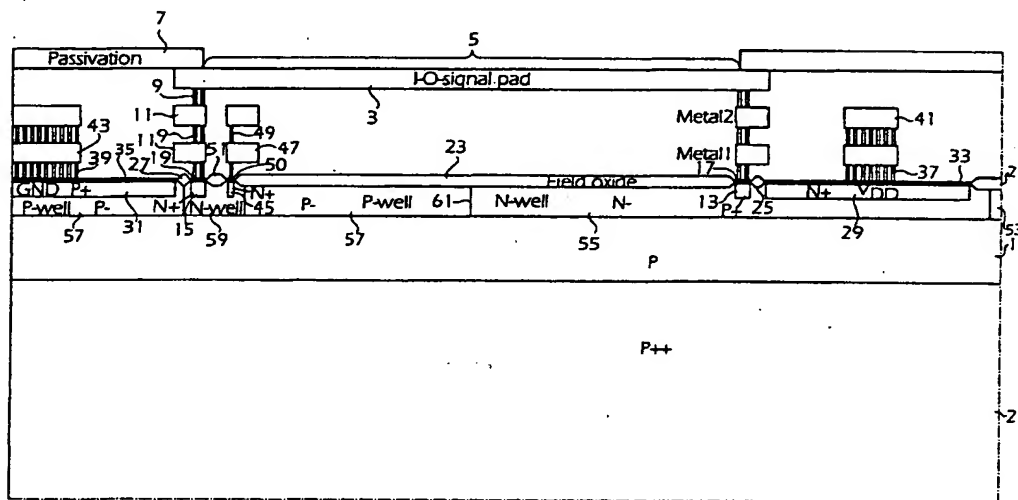 7
5
Passivation
I-O-signal pad
9
3
11
Metal2
41
43
9
49
11
47
Metal1
39
35
27
19
51
50
23
17
37
33
2
GND P+
N+
Field oxide
N+
VDD
P-well P-
N+
N-well
45
P-
P-well
61
N-well
N-
13
P+
25
53
57
31
15
59
57
55
29
1
P
P++
2